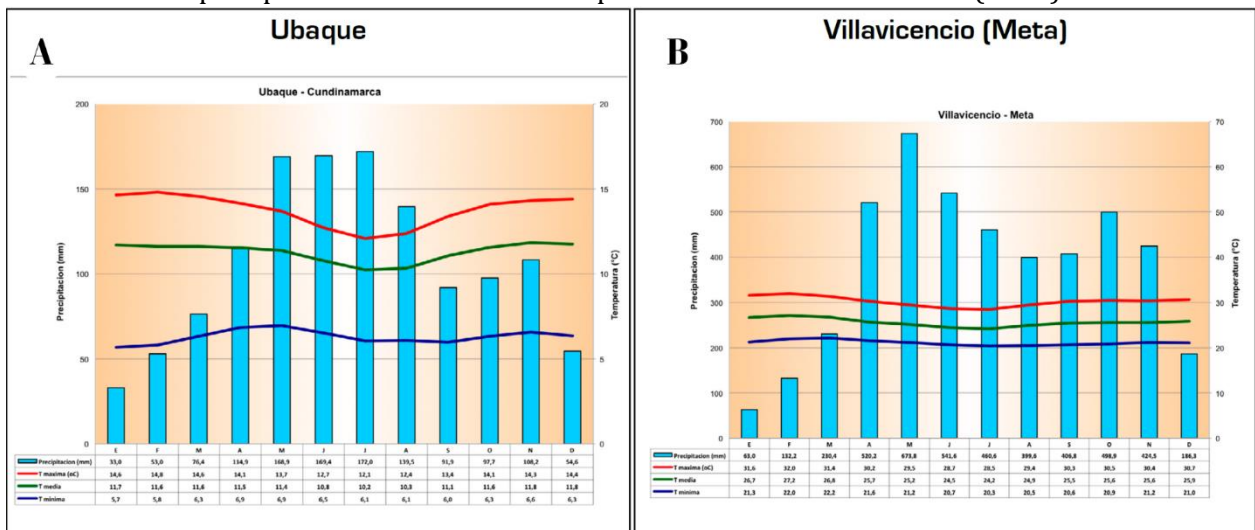 A
Ubaque
Ubaque - Cundinamarca
Precipitacion (mm)
Temperatura (°C)
200
150
100
50
0
20
15
10
5
0
E F M A M J J A S O N D
Precipitacion (mm) 33,0 53,0 76,4 114,9 168,9 169,4 172,0 139,5 91,9 97,7 108,2 54,6
T maxima (oC) 14,6 14,8 14,6 14,1 13,7 12,7 12,1 12,4 13,4 14,1 14,3 14,4
T media 11,7 11,6 11,6 11,5 11,4 10,8 10,2 10,3 11,1 11,6 11,8 11,8
T minima 5,7 5,8 6,3 6,9 6,9 6,5 6,1 6,1 6,0 6,3 6,6 6,3
B
Villavicencio (Meta)
Villavicencio - Meta
Precipitacion (mm)
Temperatura (°C)
700
600
500
400
300
200
100
0
70
60
50
40
30
20
10
0
E F M A M J J A S O N D
Precipitacion (mm) 63,0 132,2 230,4 520,2 673,8 541,6 460,6 399,6 406,8 498,9 424,5 186,3
T maxima (oC) 31,6 32,0 31,4 30,2 29,5 28,7 28,5 29,4 30,3 30,5 30,4 30,7
T media 26,7 27,2 26,8 25,7 25,2 24,5 24,2 24,9 25,5 25,6 25,6 25,9
T minima 21,3 22,0 22,2 21,6 21,2 20,7 20,3 20,5 20,6 20,9 21,2 21,0